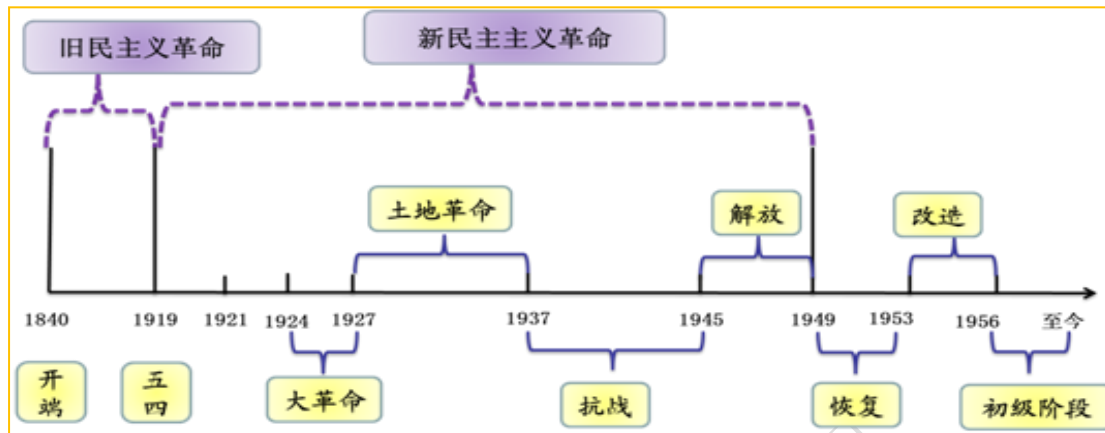 旧民主义革命
新民主主义革命
土地革命
解放
改造
1840
1919
1921
1924
1927
1937
1945
1949
1953
1956
至今
开端
五四
大革命
抗战
恢复
初级阶段